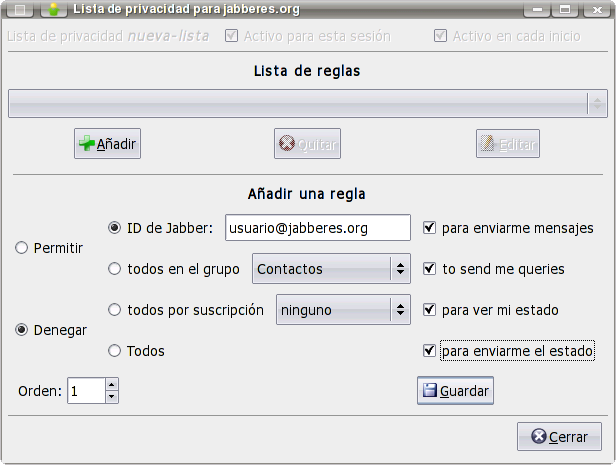 Lista de privacidad para jabberes.org
Lista de privacidad nueva-lista Activo para esta sesión Activo en cada inicio
Lista de reglas
Añadir Quitar Editar
Añadir una regla
Permitir
ID de Jabber: usuario@jabberes.org para enviarme mensajes
todos en el grupo Contactos to send me queries
Denegar
todos por suscripción ninguno para ver mi estado
Todos para enviarme el estado
Orden: 1 Guardar
Cerrar